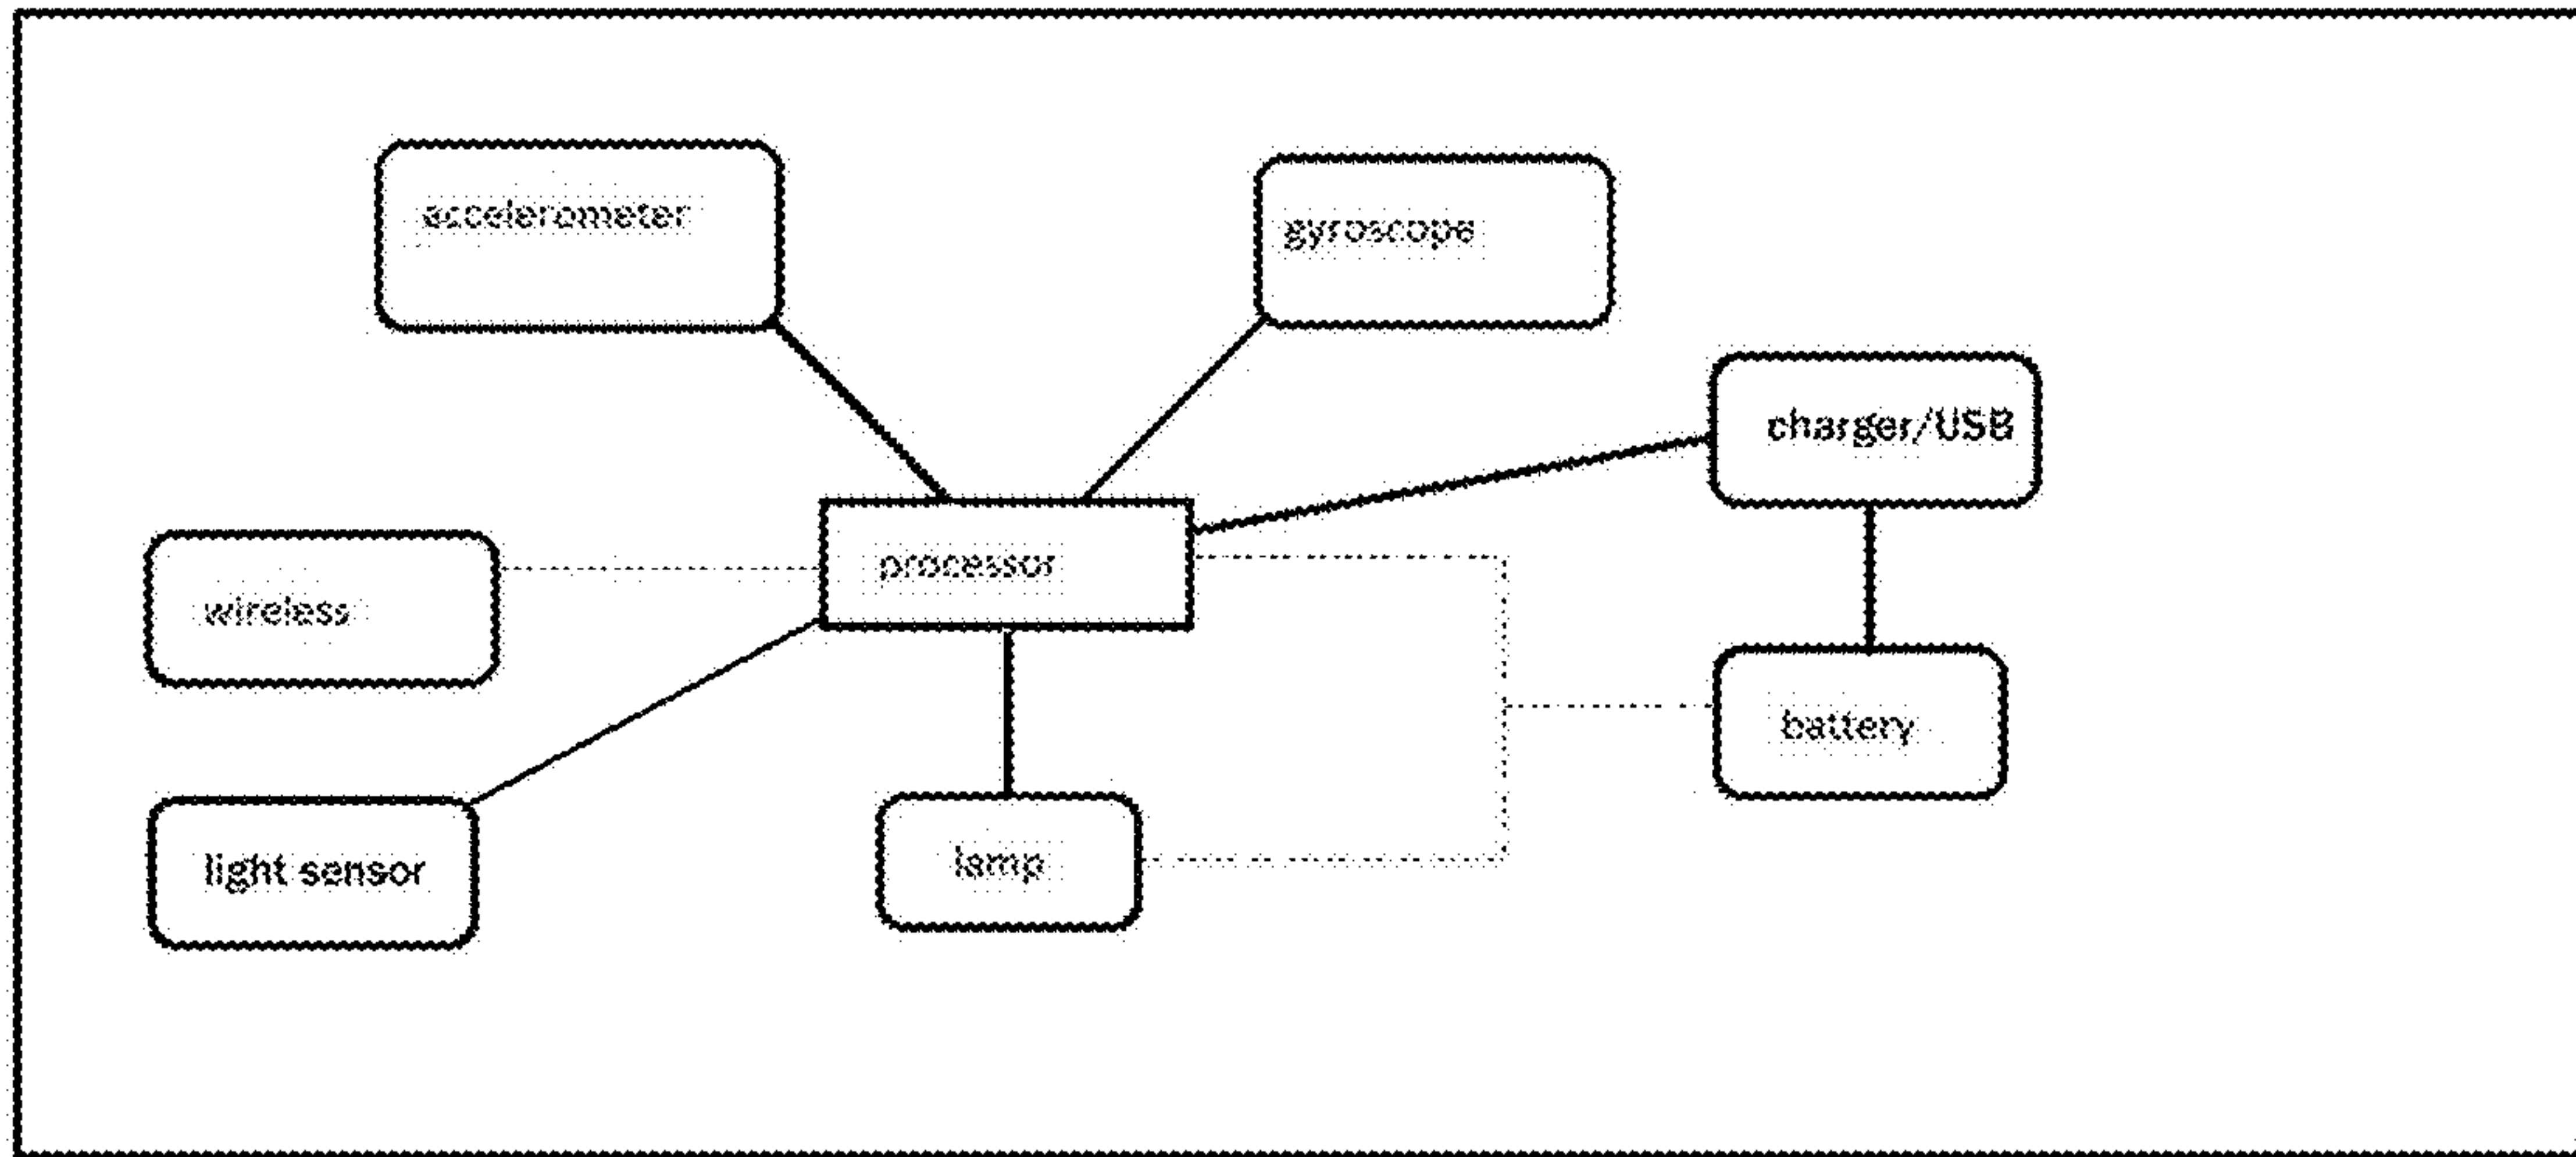 accelerometer
gyroscope
charger/USB
processor
wireless
battery
light sensor
lamp